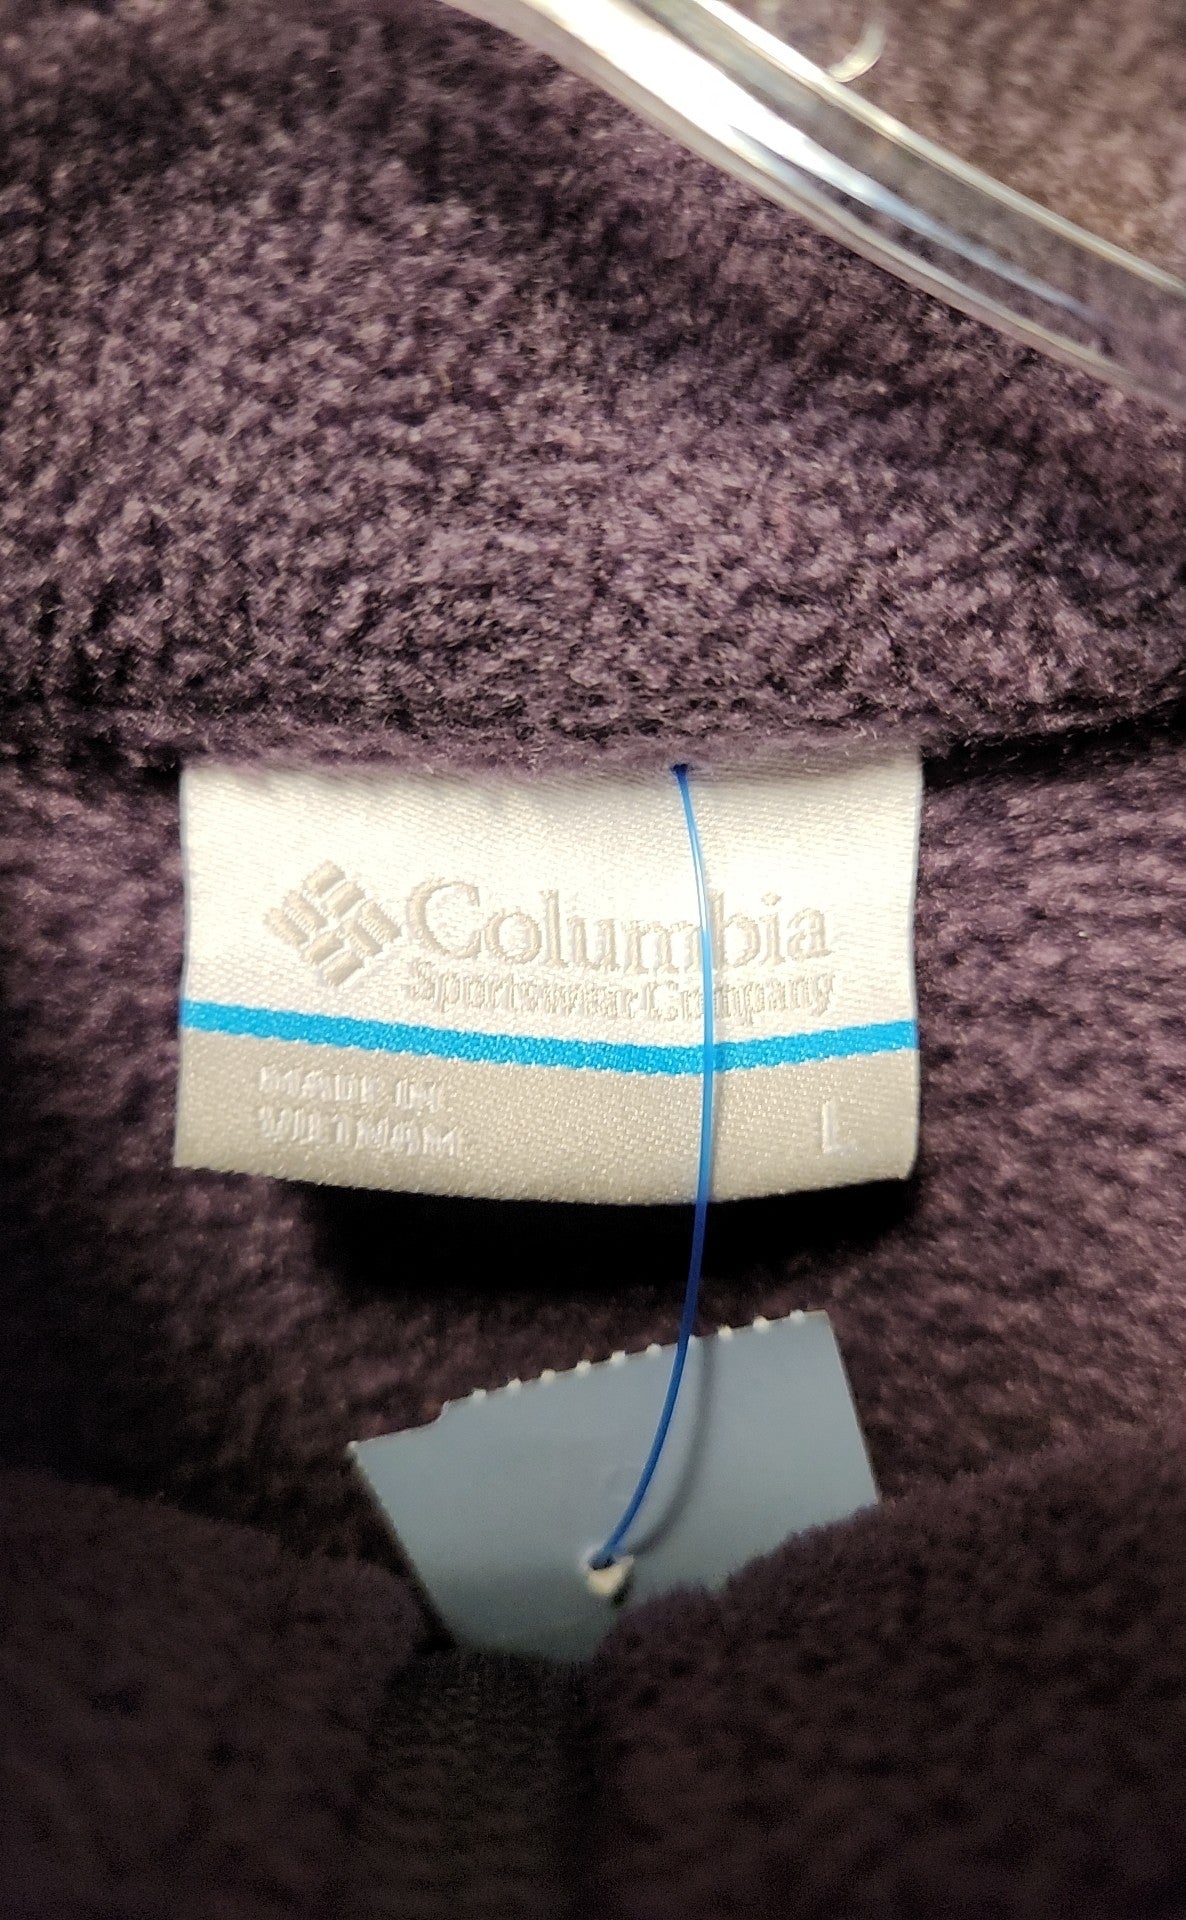 Columbia
Sportswear Company
MADE IN
VIETNAM
L